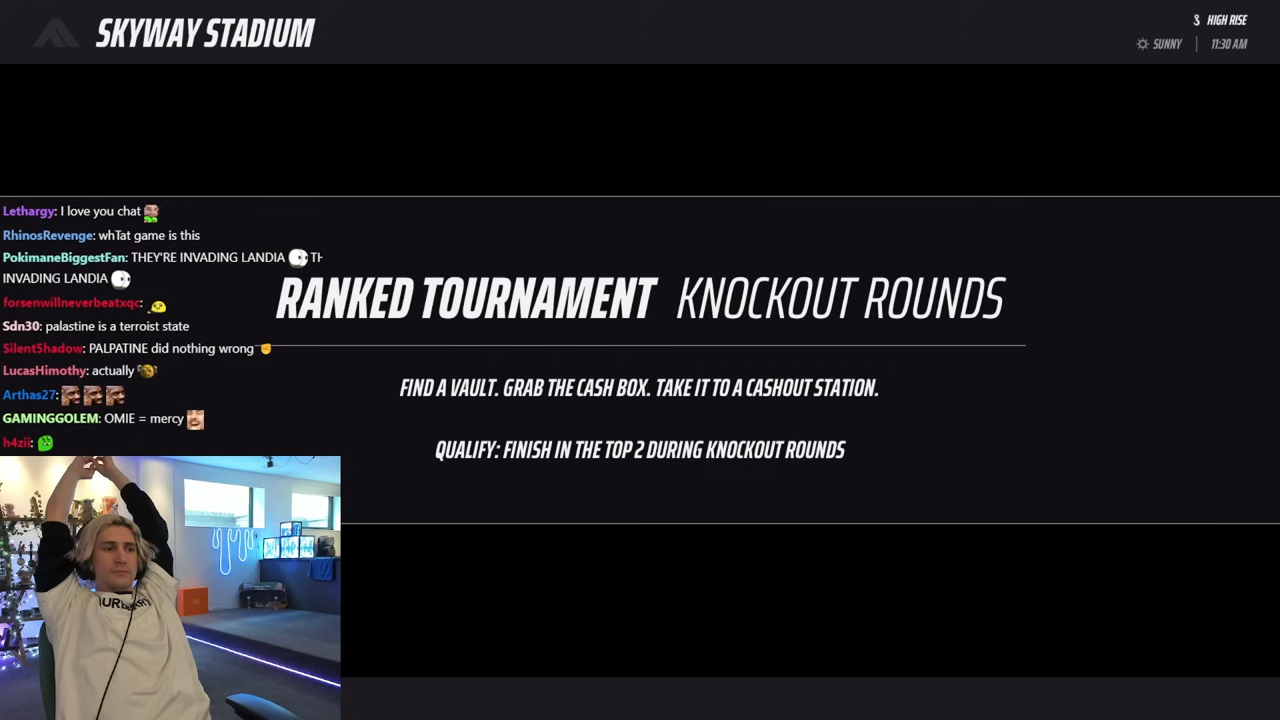 SKYWAY STADIUM
HIGH RISE
SUNNY
11:30 AM
Lethargy: I love you chat
RhinosRevenge: whTat game is this
PokimaneBiggestFan: THEY'RE INVADING LANDIA TH
INVADING LANDIA
forsenwillneverbeatxqc:
Sdn30: palastine is a terroist state
Silent5hadow: PALPATINE did nothing wrong
LucasHimothy: actually
Arthas27:
GAMINGGOLEM: OMIE = mercy
h4zii:
RANKED TOURNAMENT KNOCKOUT ROUNDS
FIND A VAULT. GRAB THE CASH BOX. TAKE IT TO A CASHOUT STATION.
QUALIFY: FINISH IN THE TOP 2 DURING KNOCKOUT ROUNDS